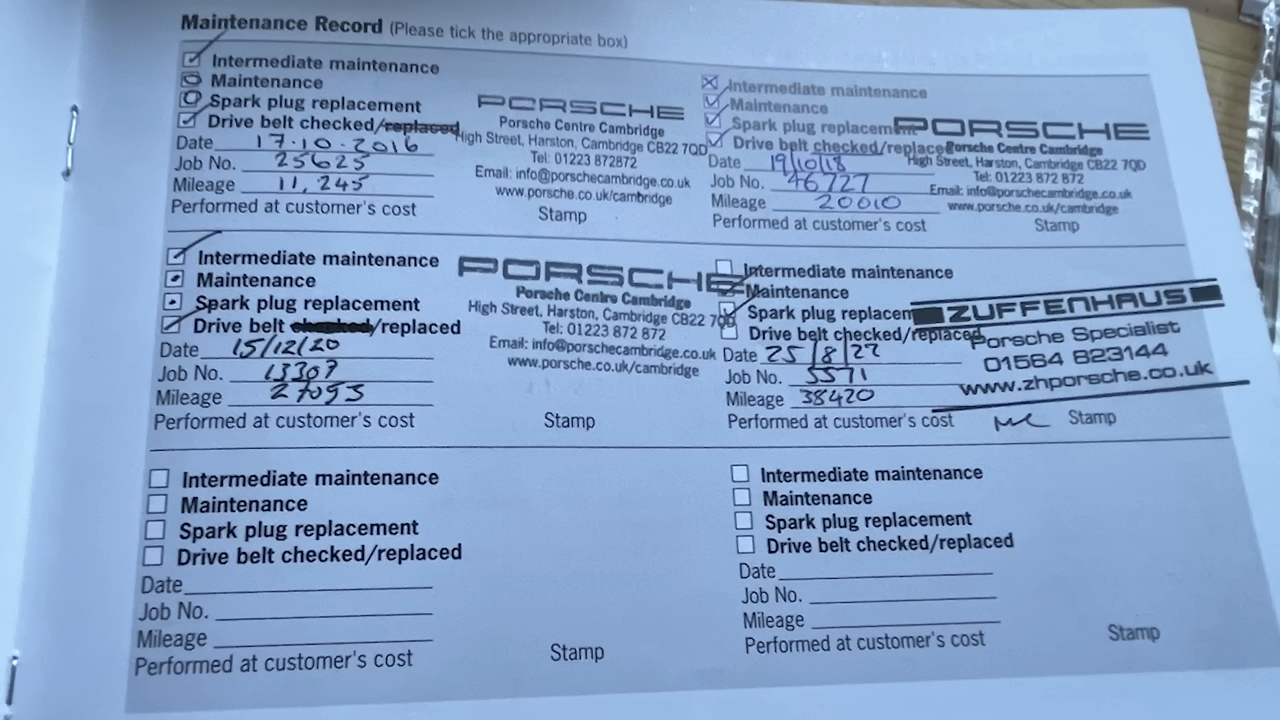 Maintenance Record (Please tick the appropriate box)
Intermediate maintenance
Maintenance
Spark plug replacement
Drive belt checked/replaced
Date 17·10·2016
Job No. 25625
Mileage 11,245
Performed at customer's cost
PORSCHE
Porsche Centre Cambridge
High Street, Harston, Cambridge CB22 7QD
Tel: 01223 872872
Email: info@porschecambridge.co.uk
www.porsche.co.uk/cambridge
Stamp
Intermediate maintenance
Maintenance
Spark plug replacement
Drive belt checked/replaced
Date 19/10/18
Job No. 46727
Mileage 20010
Performed at customer's cost
PORSCHE
Porsche Centre Cambridge
High Street, Harston, Cambridge CB22 7QD
Tel: 01223 872 872
Email: info@porschecambridge.co.uk
www.porsche.co.uk/cambridge
Stamp
Intermediate maintenance
Maintenance
Spark plug replacement
Drive belt checked/replaced
Date 15/12/20
Job No. 13307
Mileage 27093
Performed at customer's cost
PORSCHE
Porsche Centre Cambridge
High Street, Harston, Cambridge CB22 7QD
Tel: 01223 872 872
Email: info@porschecambridge.co.uk
www.porsche.co.uk/cambridge
Stamp
Intermediate maintenance
Maintenance
Spark plug replacement
Drive belt checked/replaced
Date 25/8/22
Job No. 5571
Mileage 38420
Performed at customer's cost
ZUFFENHAUS
Porsche Specialist
01564 823144
www.zhporsche.co.uk
Stamp
Intermediate maintenance
Maintenance
Spark plug replacement
Drive belt checked/replaced
Date
Job No.
Mileage
Performed at customer's cost
Stamp
Intermediate maintenance
Maintenance
Spark plug replacement
Drive belt checked/replaced
Date
Job No.
Mileage
Performed at customer's cost
Stamp